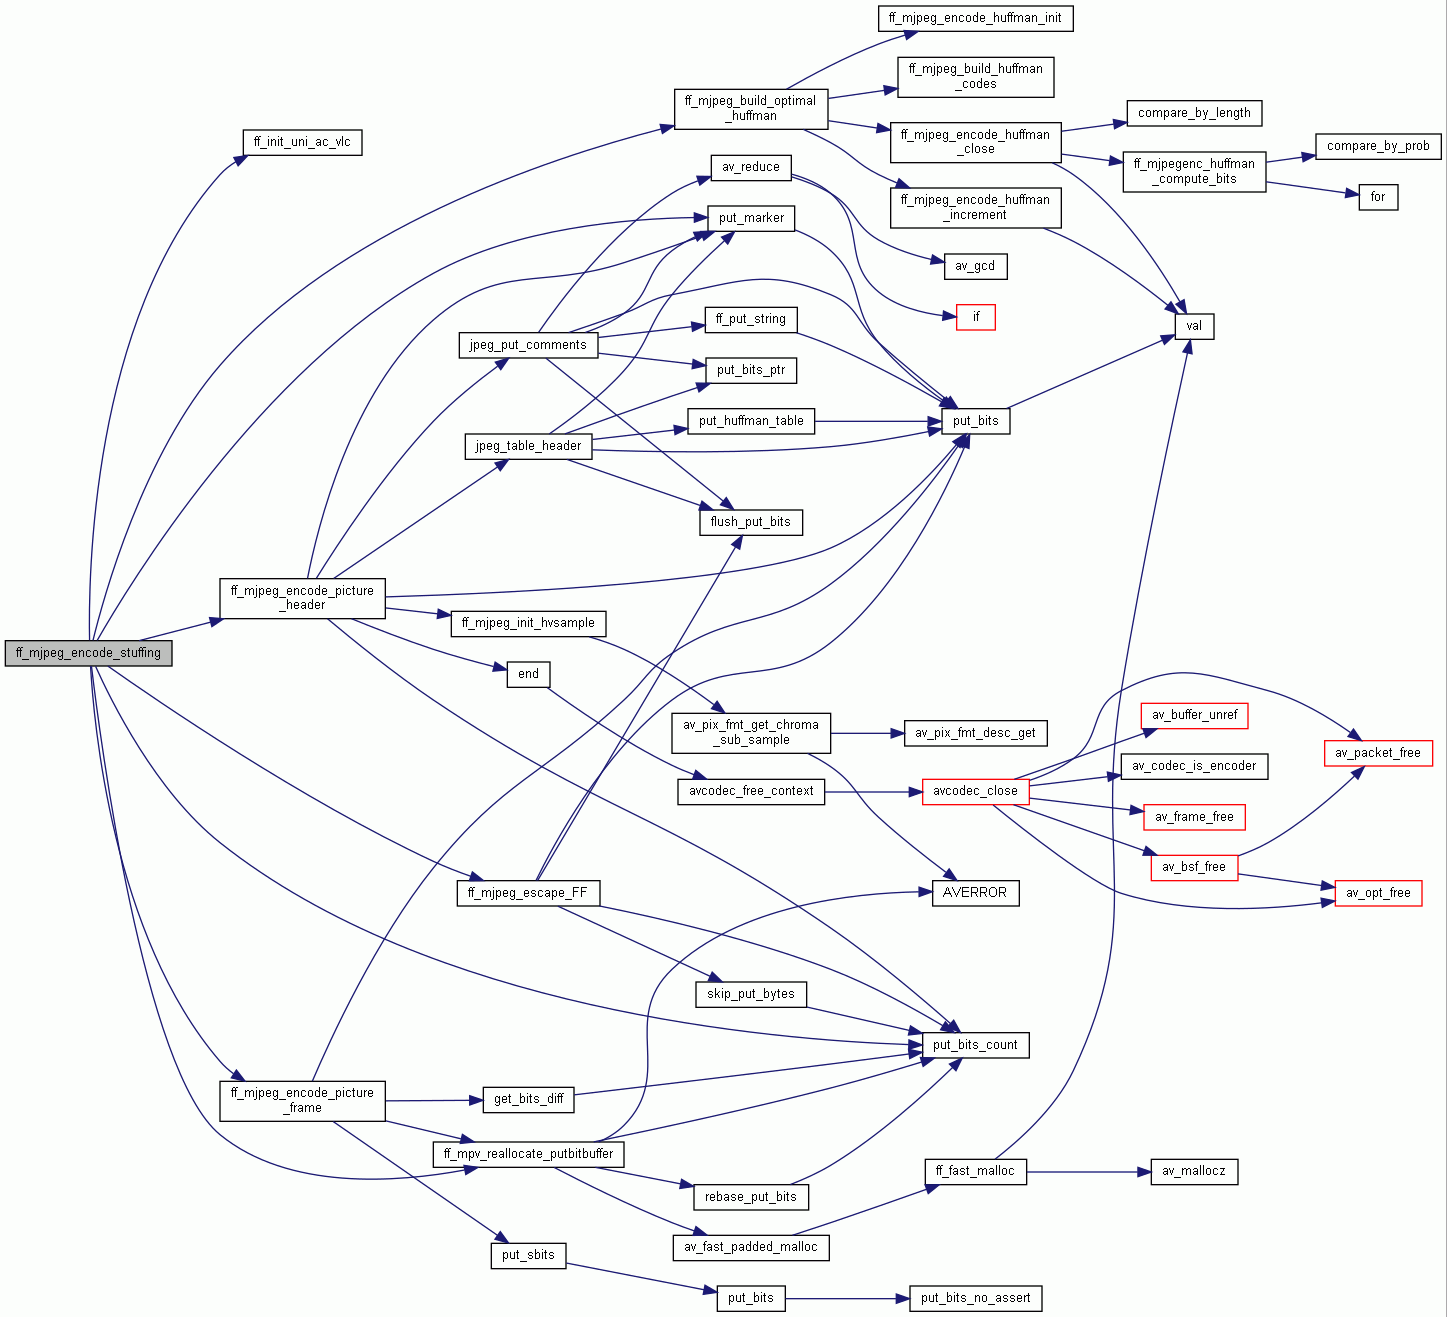 ff_mjpeg_encode_huffman_init
ff_mjpeg_build_huffman
_codes
ff_mjpeg_build_optimal
_huffman
compare_by_length
ff_init_uni_ac_vlc
ff_mjpeg_encode_huffman
_close
compare_by_prob
av_reduce
ff_mjpegenc_huffman
_compute_bits
for
ff_mjpeg_encode_huffman
_increment
put_marker
av_gcd
if
ff_put_string
val
jpeg_put_comments
put_bits_ptr
put_huffman_table
put_bits
jpeg_table_header
flush_put_bits
ff_mjpeg_encode_picture
_header
ff_mjpeg_init_hvsample
ff_mjpeg_encode_stuffing
end
av_buffer_unref
av_pix_fmt_get_chroma
_sub_sample
av_pix_fmt_desc_get
av_packet_free
av_codec_is_encoder
avcodec_free_context
avcodec_close
av_frame_free
av_bsf_free
ff_mjpeg_escape_FF
AVERROR
av_opt_free
skip_put_bytes
put_bits_count
ff_mjpeg_encode_picture
_frame
get_bits_diff
ff_mpv_reallocate_putbitbuffer
ff_fast_malloc
av_mallocz
rebase_put_bits
av_fast_padded_malloc
put_sbits
put_bits
put_bits_no_assert